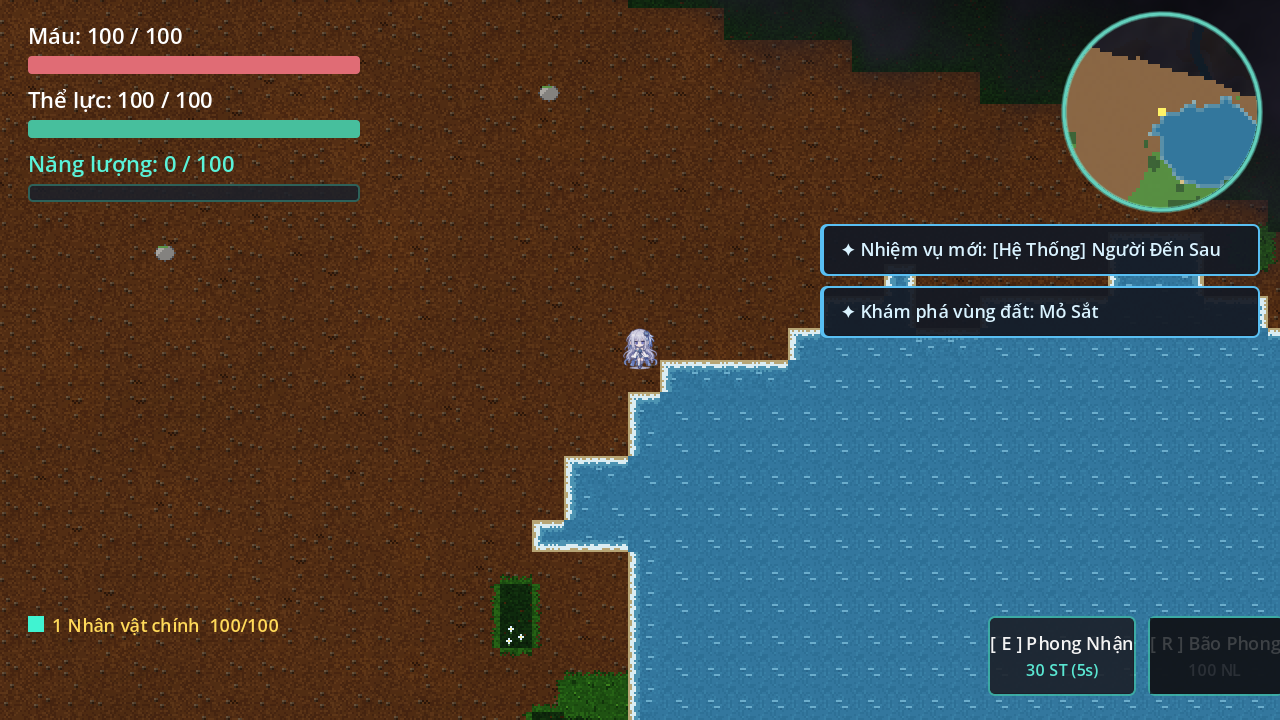 Máu: 100 / 100
Thể lực: 100 / 100
Năng lượng: 0 / 100
✦ Nhiệm vụ mới: [Hệ Thống] Người Đến Sau
✦ Khám phá vùng đất: Mỏ Sắt
1 Nhân vật chính 100/100
[ E ] Phong Nhận
30 ST (5s)
[ R ] Bão Phong
100 NL